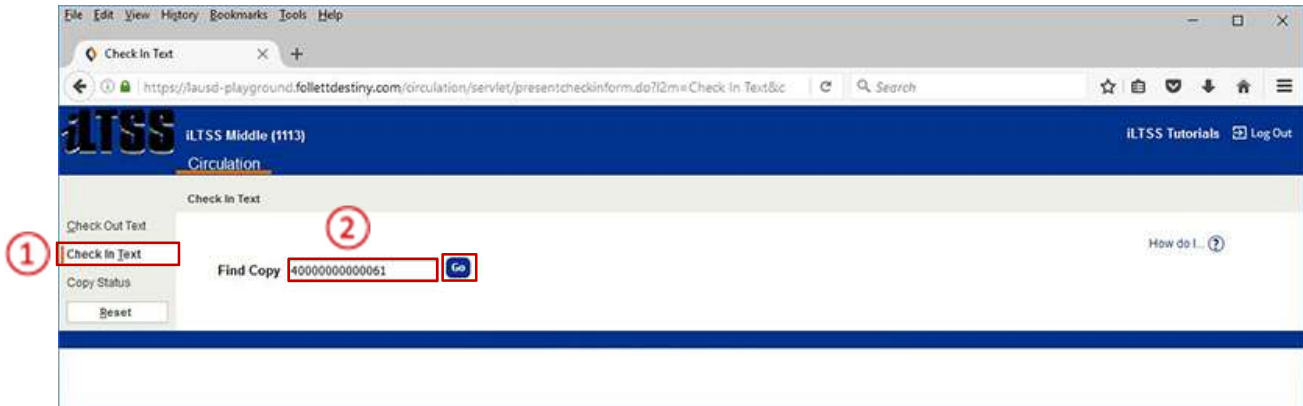 File Edit View History Bookmarks Tools Help
Check In Text
https://lausd-playground.follettdestiny.com/circulation/servlet/presentcheckinform.do?l2m=Check In Text&c
Search
iLTSS
iLTSS Middle (1113)
iLTSS Tutorials
Log Out
Circulation
Check In Text
Check Out Text
2
How do I... ?
1
Check In Text
Find Copy 40000000000061 Go
Copy Status
Reset